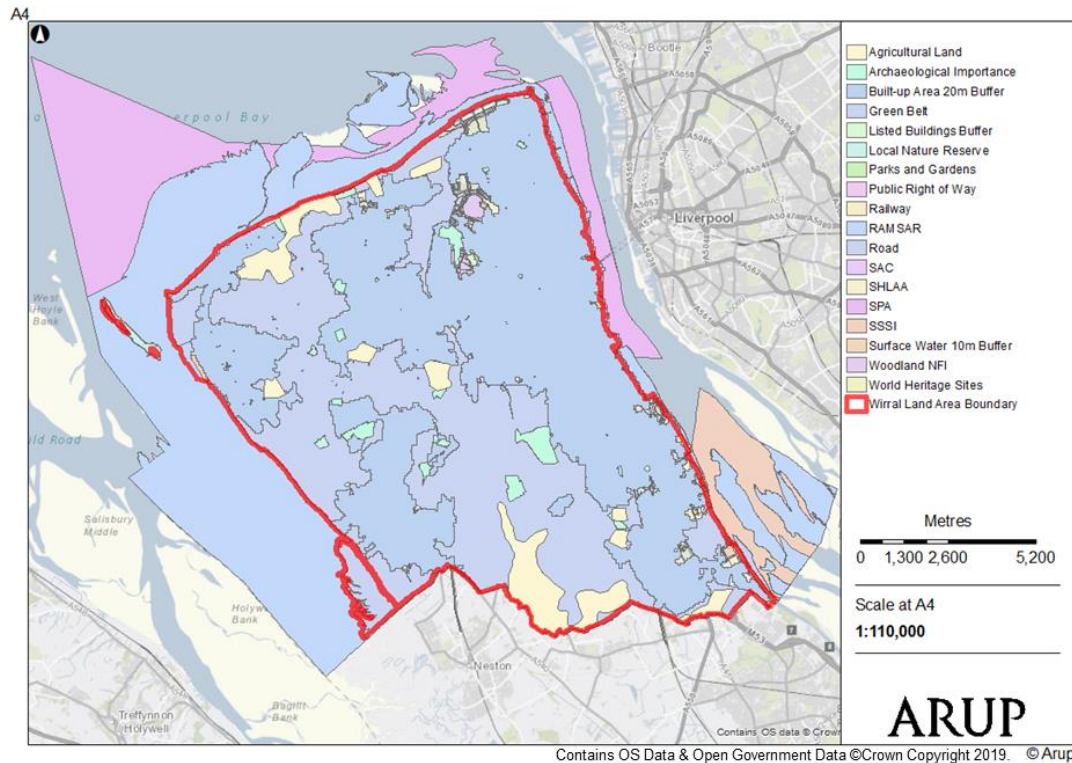 A4
Agricultural Land
Archaeological Importance
Built-up Area 20m Buffer
Green Belt
Listed Buildings Buffer
Local Nature Reserve
Parks and Gardens
Public Right of Way
Railway
RAMSAR
Road
SAC
SHLAA
SPA
SSSI
Surface Water 10m Buffer
Woodland NFI
World Heritage Sites
Wirral Land Area Boundary
Bootle
Liverpool
erpool Bay
West
Hoyle
Bank
ld Road
Salisbury
Middle
Holywell
Bank
Bagillt
Bank
Neston
Treffynnon
Holywell
M53
Metres
0 1,300 2,600 5,200
Scale at A4
1:110,000
ARUP
Contains OS data © Crown
Contains OS Data & Open Government Data ©Crown Copyright 2019. © Arup